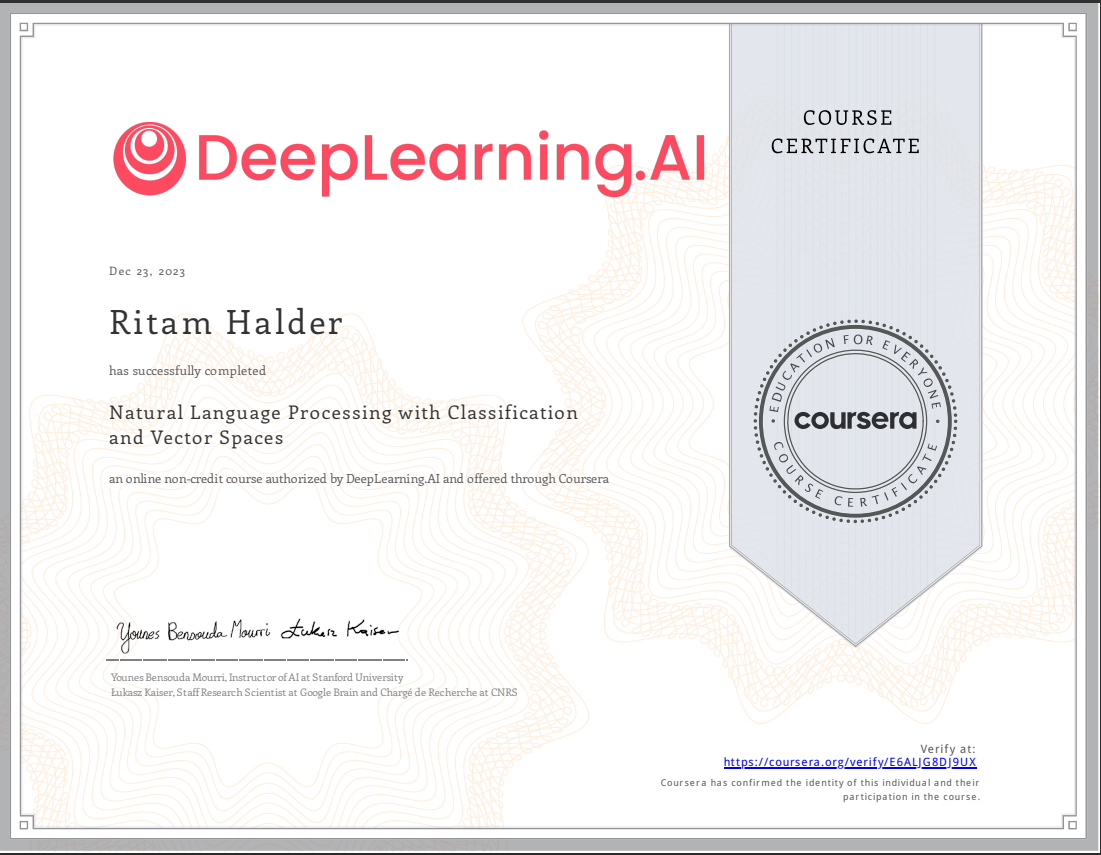 DeepLearning.AI
COURSE
CERTIFICATE
Dec 23, 2023
Ritam Halder
has successfully completed
Natural Language Processing with Classification
and Vector Spaces
an online non-credit course authorized by DeepLearning.AI and offered through Coursera
EDUCATION FOR EVERYONE
coursera
COURSE CERTIFICATE
Younes Bensouda Mourri Łukasz Kaiser
Younes Bensouda Mourri, Instructor of AI at Stanford University
Łukasz Kaiser, Staff Research Scientist at Google Brain and Chargé de Recherche at CNRS
Verify at:
https://coursera.org/verify/E6ALJG8DJ9UX
Coursera has confirmed the identity of this individual and their
participation in the course.